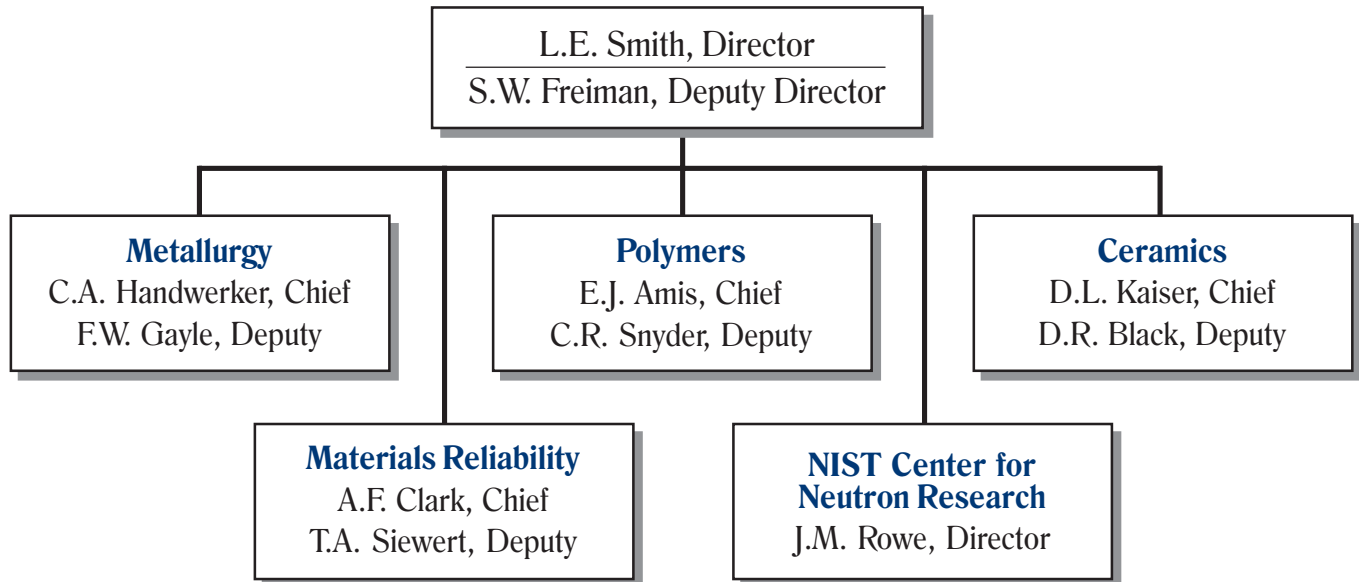 L.E. Smith, Director
S.W. Freiman, Deputy Director
Metallurgy
C.A. Handwerker, Chief
F.W. Gayle, Deputy
Polymers
E.J. Amis, Chief
C.R. Snyder, Deputy
Ceramics
D.L. Kaiser, Chief
D.R. Black, Deputy
Materials Reliability
A.F. Clark, Chief
T.A. Siewert, Deputy
NIST Center for
Neutron Research
J.M. Rowe, Director